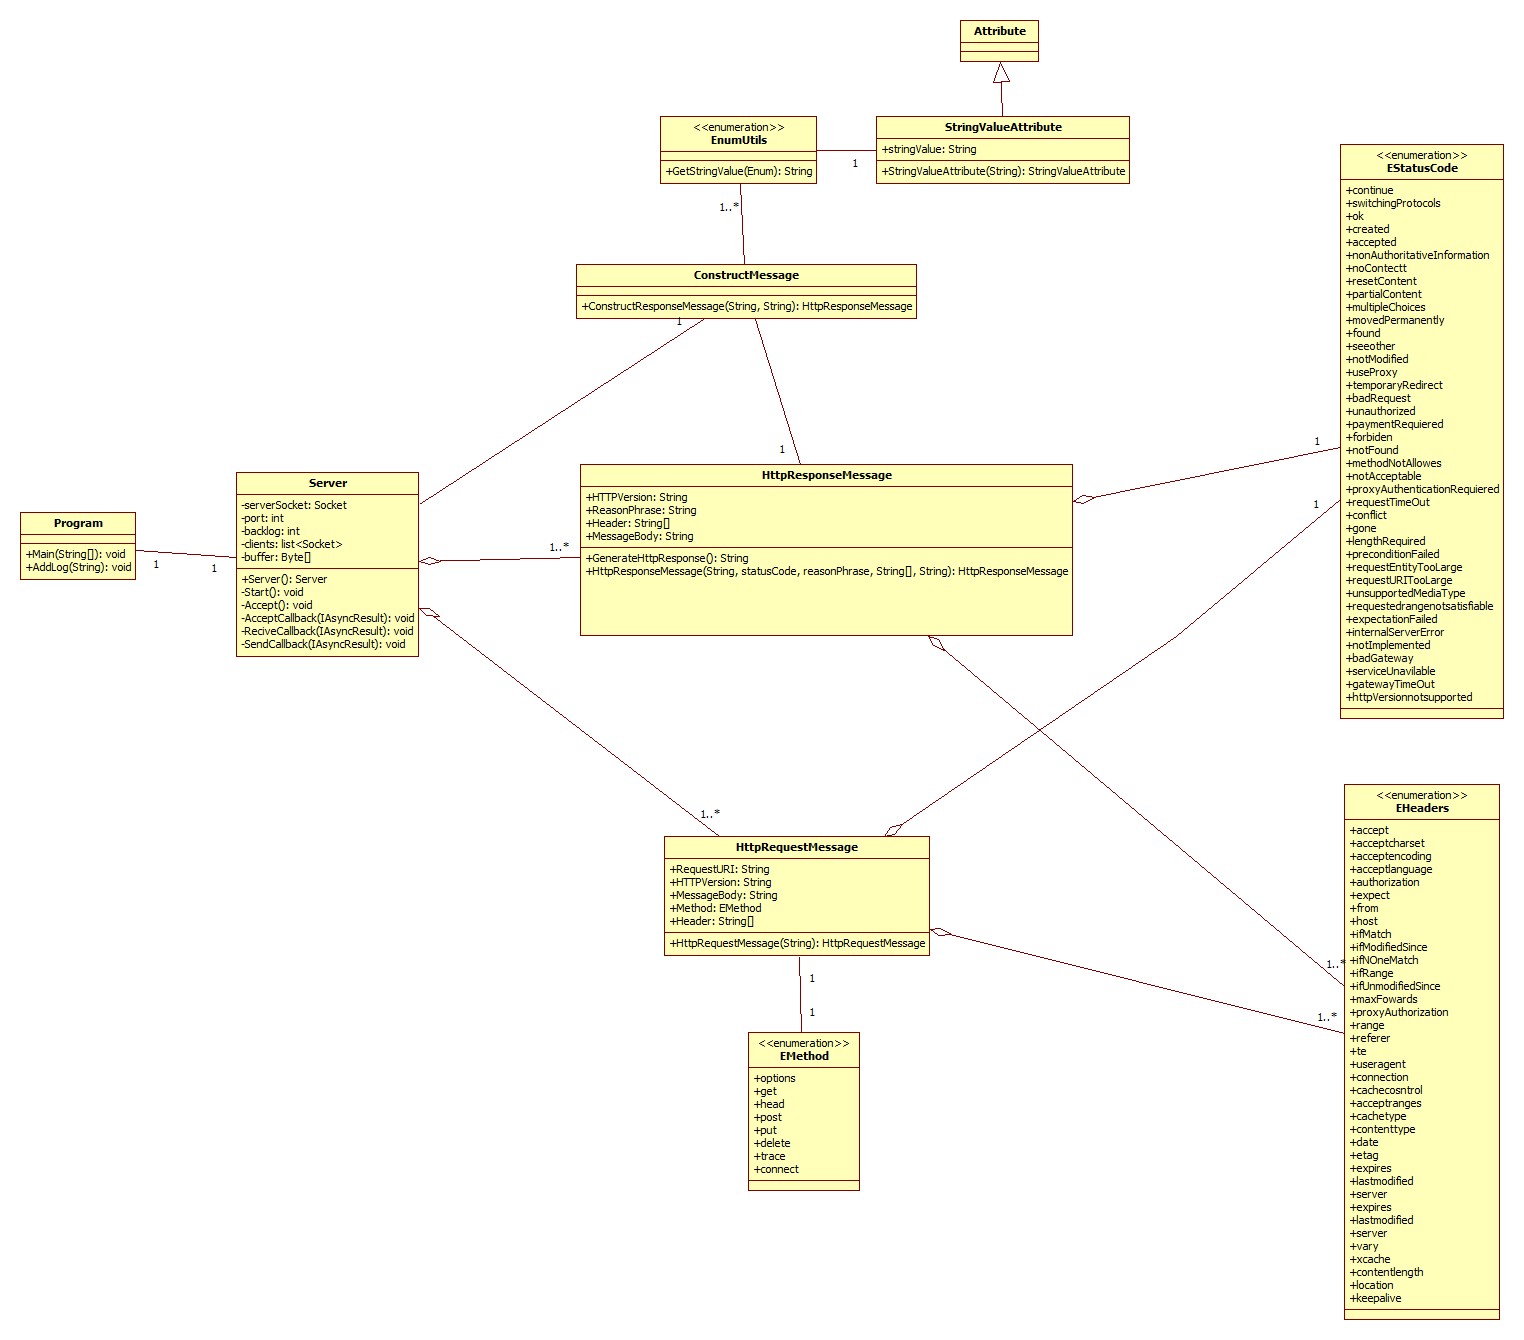 Attribute
<<enumeration>>
EnumUtils
+GetStringValue(Enum): String
1
StringValueAttribute
+stringValue: String
+StringValueAttribute(String): StringValueAttribute
1..*
ConstructMessage
+ConstructResponseMessage(String, String): HttpResponseMessage
1
1
Program
+Main(String[]): void
+AddLog(String): void
1
1
Server
-serverSocket: Socket
-port: int
-backlog: int
-clients: list<Socket>
-buffer: Byte[]
+Server(): Server
-Start(): void
-Accept(): void
-AcceptCallback(IAsyncResult): void
-ReciveCallback(IAsyncResult): void
-SendCallback(IAsyncResult): void
1..*
HttpResponseMessage
+HTTPVersion: String
+ReasonPhrase: String
+Header: String[]
+MessageBody: String
+GenerateHttpResponse(): String
+HttpResponseMessage(String, statusCode, reasonPhrase, String[], String): HttpResponseMessage
1
1
<<enumeration>>
EStatusCode
+continue
+switchingProtocols
+ok
+created
+accepted
+nonAuthoritativeInformation
+noContectt
+resetContent
+partialContent
+multipleChoices
+movedPermanently
+found
+seeother
+notModified
+useProxy
+temporaryRedirect
+badRequest
+unauthorized
+paymentRequiered
+forbiden
+notFound
+methodNotAllowes
+notAcceptable
+proxyAuthenticationRequiered
+requestTimeOut
+conflict
+gone
+lengthRequired
+preconditionFailed
+requestEntityTooLarge
+requestURITooLarge
+unsupportedMediaType
+requestedrangenotsatisfiable
+expectationFailed
+internalServerError
+notImplemented
+badGateway
+serviceUnavilable
+gatewayTimeOut
+httpVersionnotsupported
1..*
HttpRequestMessage
+RequestURI: String
+HTTPVersion: String
+MessageBody: String
+Method: EMethod
+Header: String[]
+HttpRequestMessage(String): HttpRequestMessage
1
1
<<enumeration>>
EMethod
+options
+get
+head
+post
+put
+delete
+trace
+connect
1..*
1..*
<<enumeration>>
EHeaders
+accept
+acceptcharset
+acceptencoding
+acceptlanguage
+authorization
+expect
+from
+host
+ifMatch
+ifModifiedSince
+ifNOneMatch
+ifRange
+ifUnmodifiedSince
+maxFowards
+proxyAuthorization
+range
+referer
+te
+useragent
+connection
+cachecosntrol
+acceptranges
+cachetype
+contenttype
+date
+etag
+expires
+lastmodified
+server
+expires
+lastmodified
+server
+vary
+xcache
+contentlength
+location
+keepalive